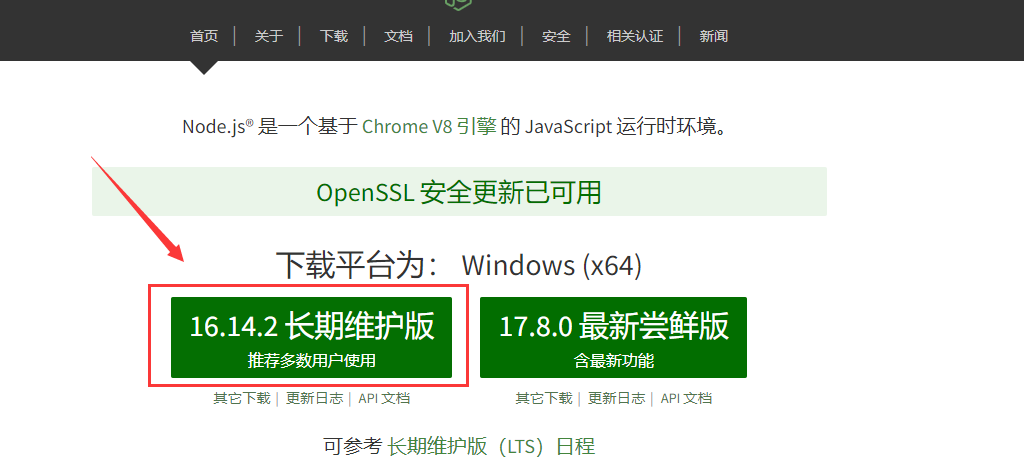 首页 | 关于 | 下载 | 文档 | 加入我们 | 安全 | 相关认证 | 新闻
Node.js® 是一个基于 Chrome V8 引擎 的 JavaScript 运行时环境。
OpenSSL 安全更新已可用
下载平台为： Windows (x64)
16.14.2 长期维护版
推荐多数用户使用
17.8.0 最新尝鲜版
含最新功能
其它下载 | 更新日志 | API 文档
其它下载 | 更新日志 | API 文档
可参考 长期维护版（LTS）日程